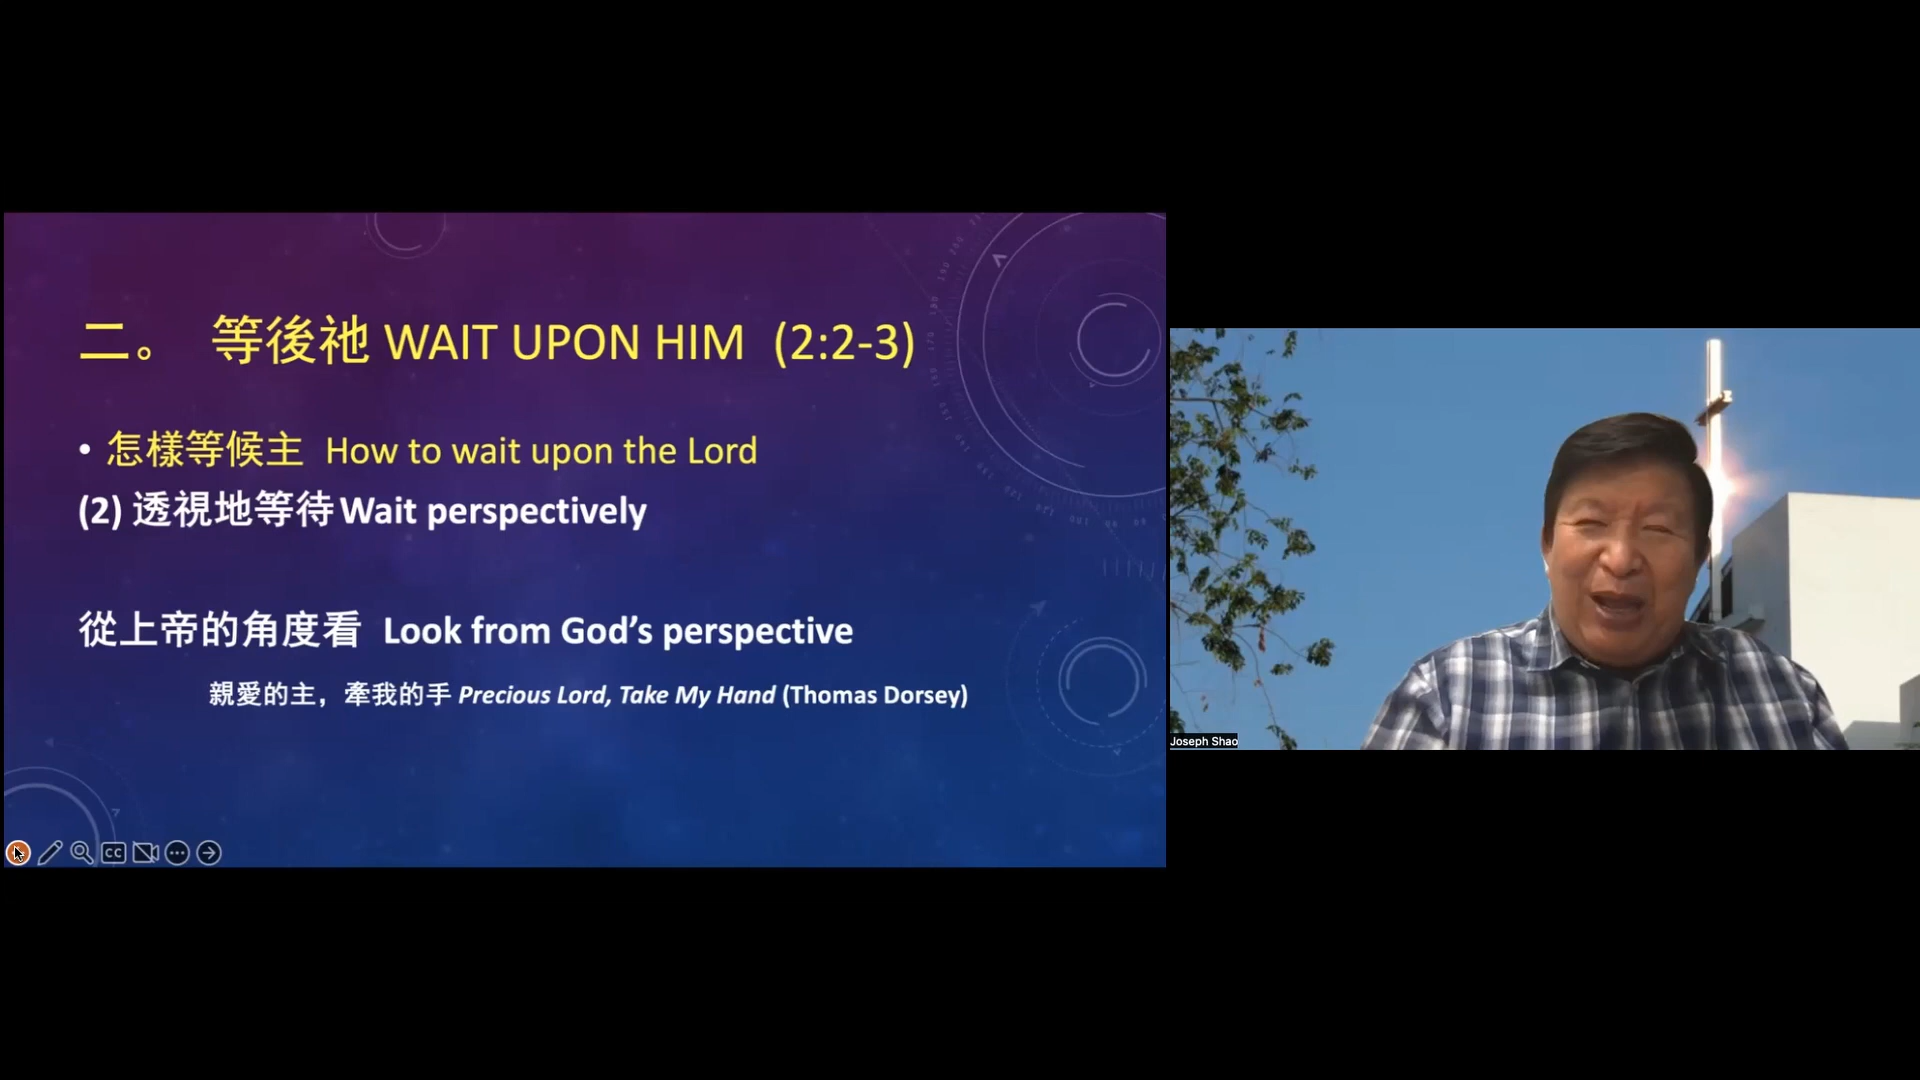 二。 等後祂 WAIT UPON HIM (2:2-3)
• 怎樣等候主 How to wait upon the Lord
(2) 透視地等待 Wait perspectively
從上帝的角度看 Look from God’s perspective
親愛的主，牽我的手 Precious Lord, Take My Hand (Thomas Dorsey)
CC
Joseph Shao